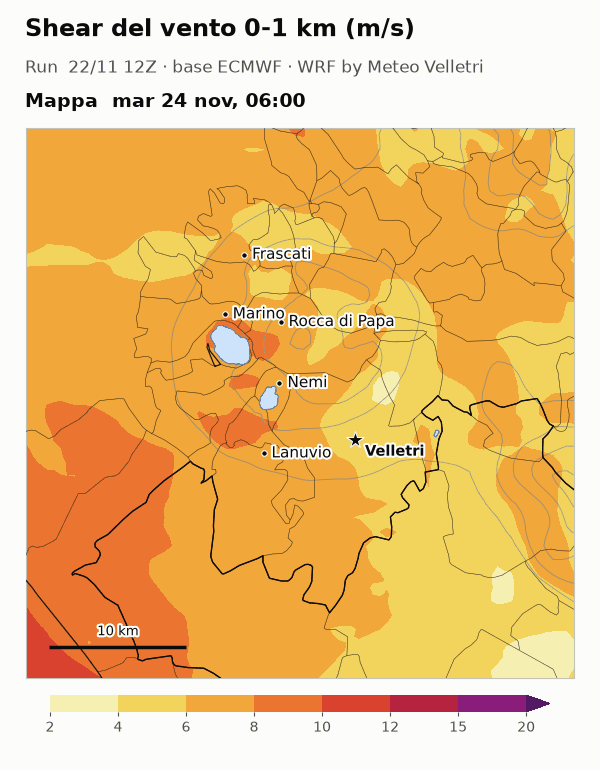 Shear del vento 0-1 km (m/s)
Run  22/11 12Z · base ECMWF · WRF by Meteo Velletri
Mappa  mar 24 nov, 06:00
Frascati
Marino
Rocca di Papa
Nemi
Velletri
Lanuvio
10 km
2 4 6 8 10 12 15 20